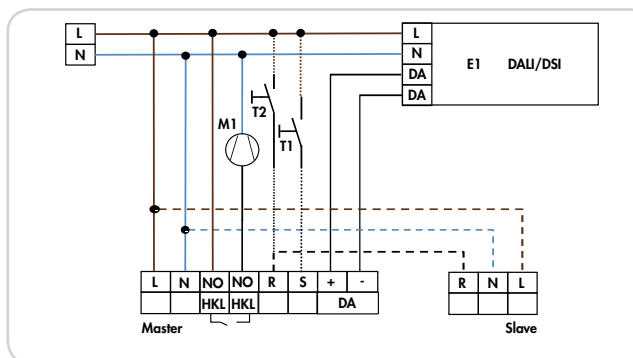 L
L
N
N
E1 DALI/DSI
DA
DA
T2
M1
T1
L N NO NO R S + -
R N L
HKL HKL DA
Master
Slave